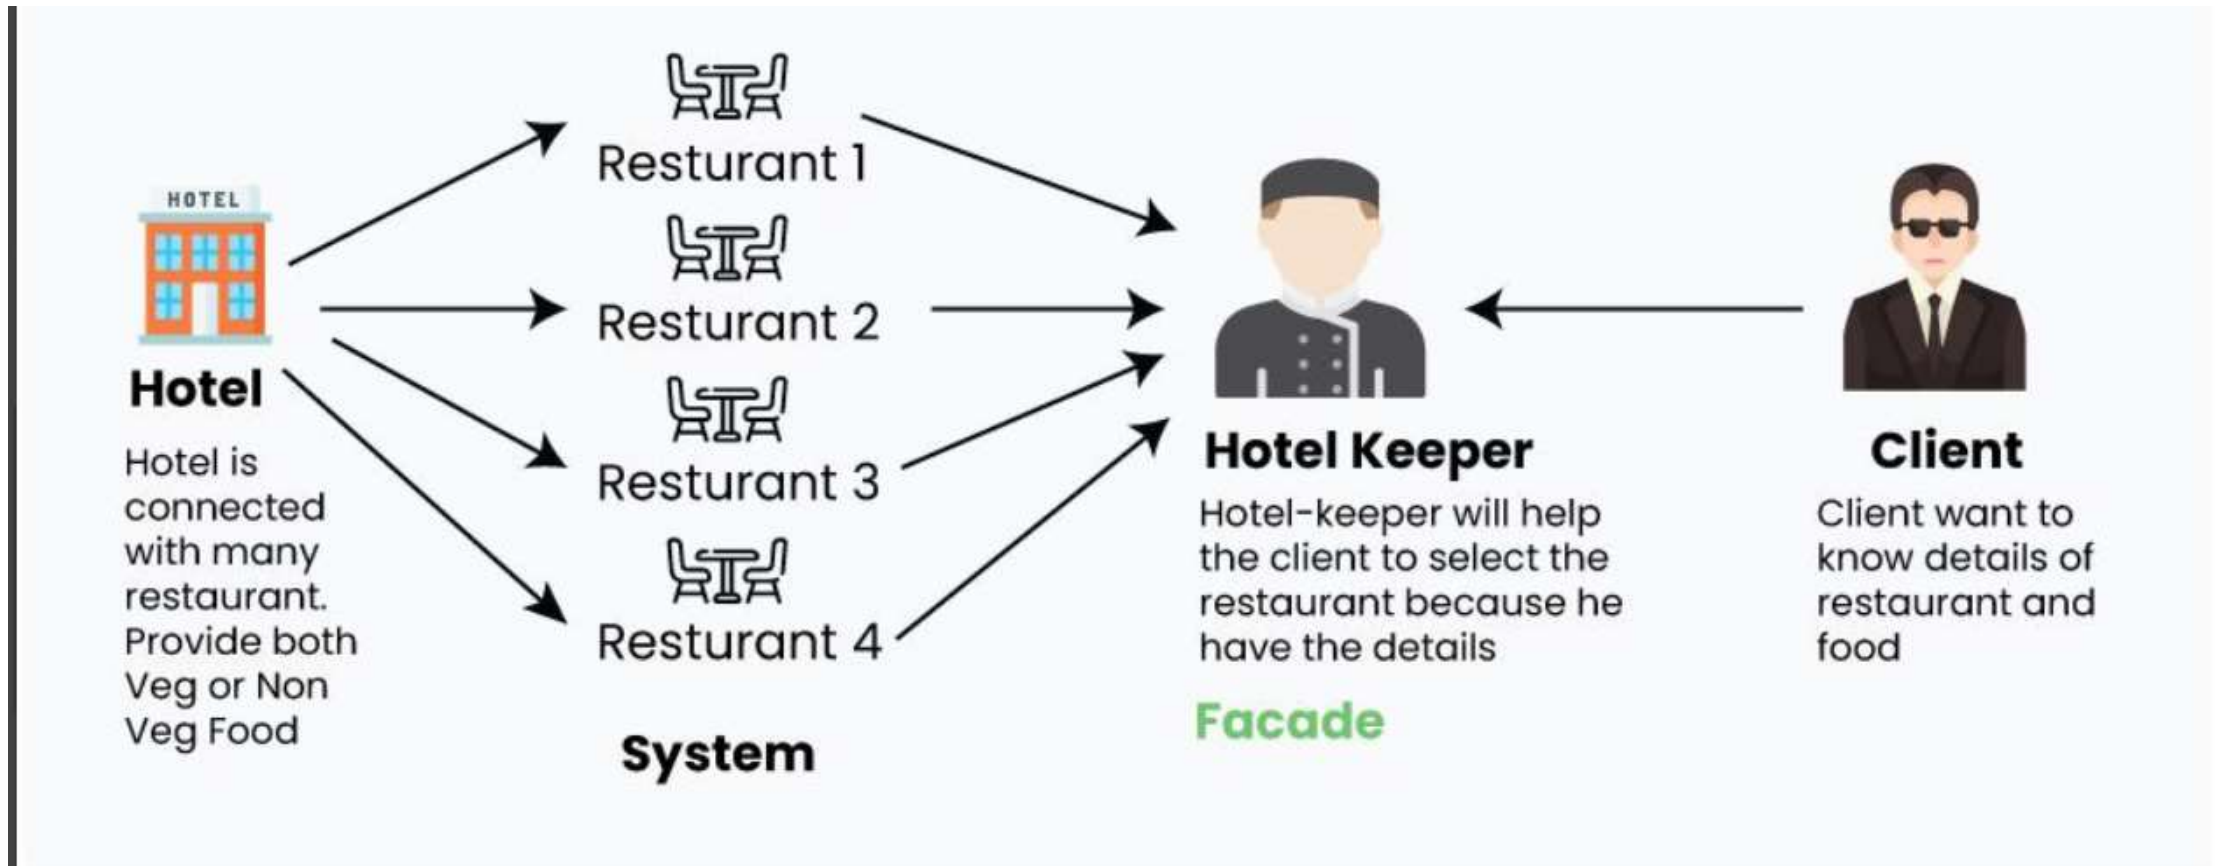 HOTEL
Hotel
Hotel is
connected
with many
restaurant.
Provide both
Veg or Non
Veg Food
Resturant 1
Resturant 2
Resturant 3
Resturant 4
System
Hotel Keeper
Hotel-keeper will help
the client to select the
restaurant because he
have the details
Facade
Client
Client want to
know details of
restaurant and
food